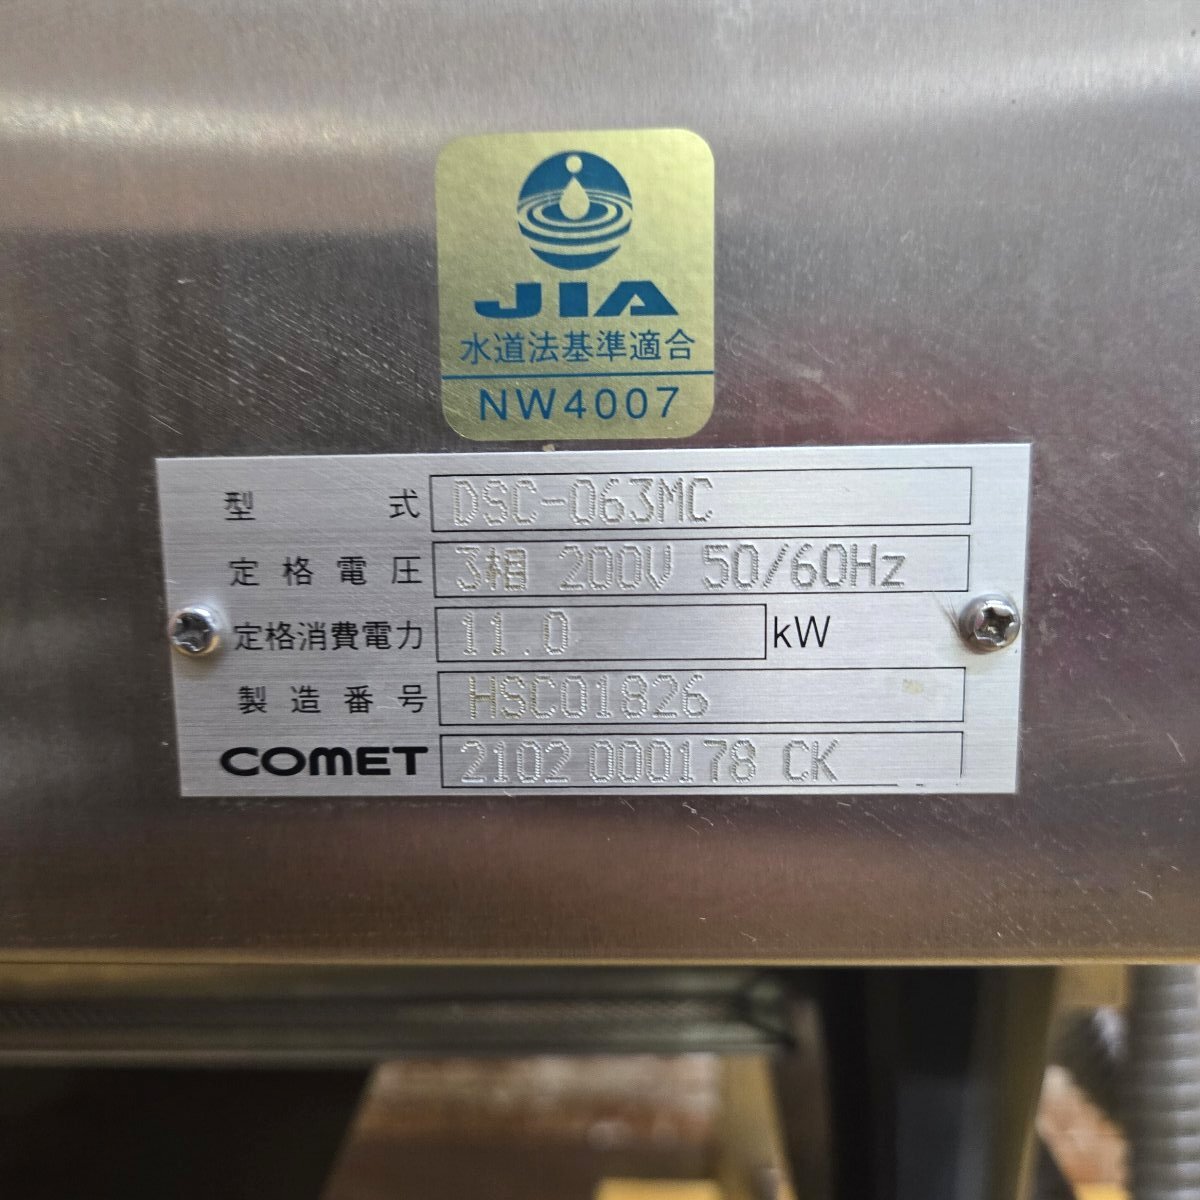 JIA
水道法基準適合
NW4007
型式 DSC-063MC
定格電圧 3相 200V 50/60Hz
定格消費電力 11.0 kW
製造番号 HSC01826
COMET 2102 000178 CK